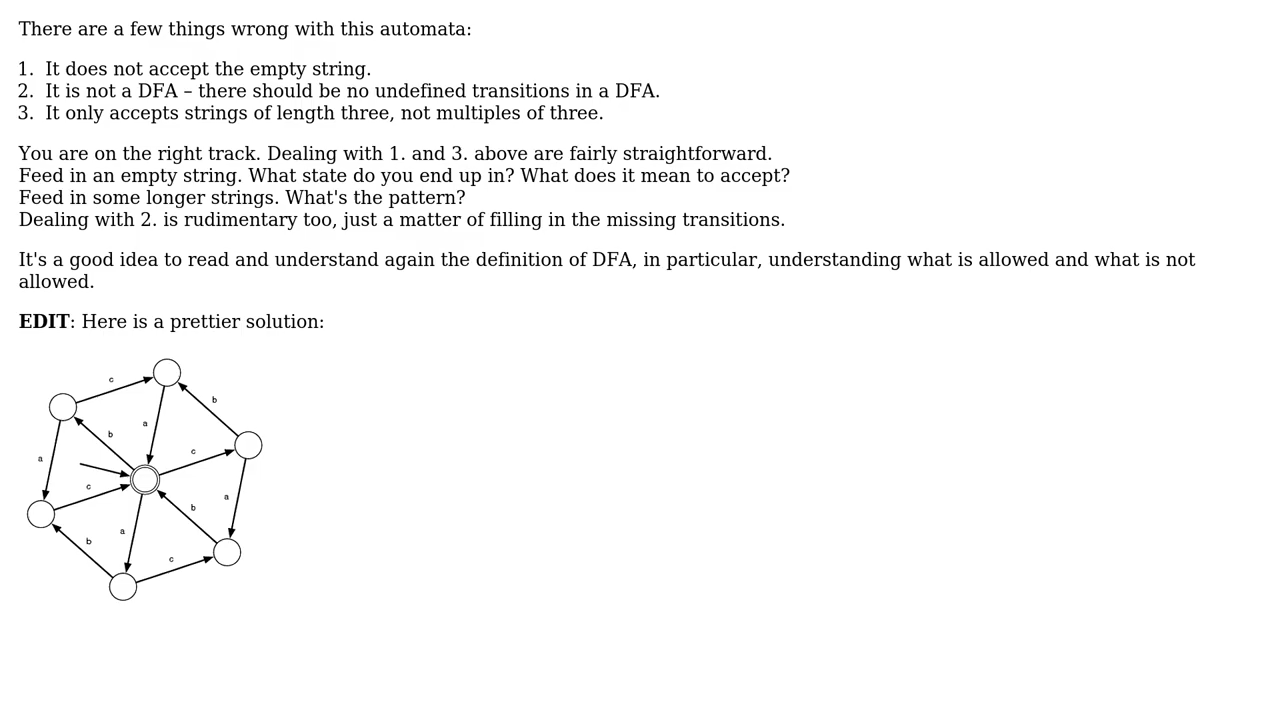 There are a few things wrong with this automata:
1. It does not accept the empty string.
2. It is not a DFA – there should be no undefined transitions in a DFA.
3. It only accepts strings of length three, not multiples of three.
You are on the right track. Dealing with 1. and 3. above are fairly straightforward.
Feed in an empty string. What state do you end up in? What does it mean to accept?
Feed in some longer strings. What's the pattern?
Dealing with 2. is rudimentary too, just a matter of filling in the missing transitions.
It's a good idea to read and understand again the definition of DFA, in particular, understanding what is allowed and what is not
allowed.
EDIT: Here is a prettier solution:
c
b
a
b
c
a
c
a
b
a
b
c